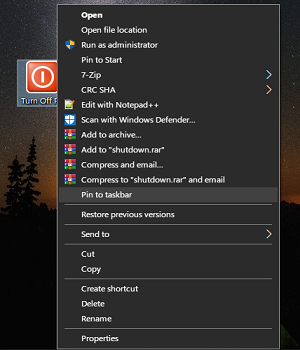 Turn Off
Open
Open file location
Run as administrator
Pin to Start
7-Zip
CRC SHA
Edit with Notepad++
Scan with Windows Defender...
Add to archive...
Add to "shutdown.rar"
Compress and email...
Compress to "shutdown.rar" and email
Pin to taskbar
Restore previous versions
Send to
Cut
Copy
Create shortcut
Delete
Rename
Properties